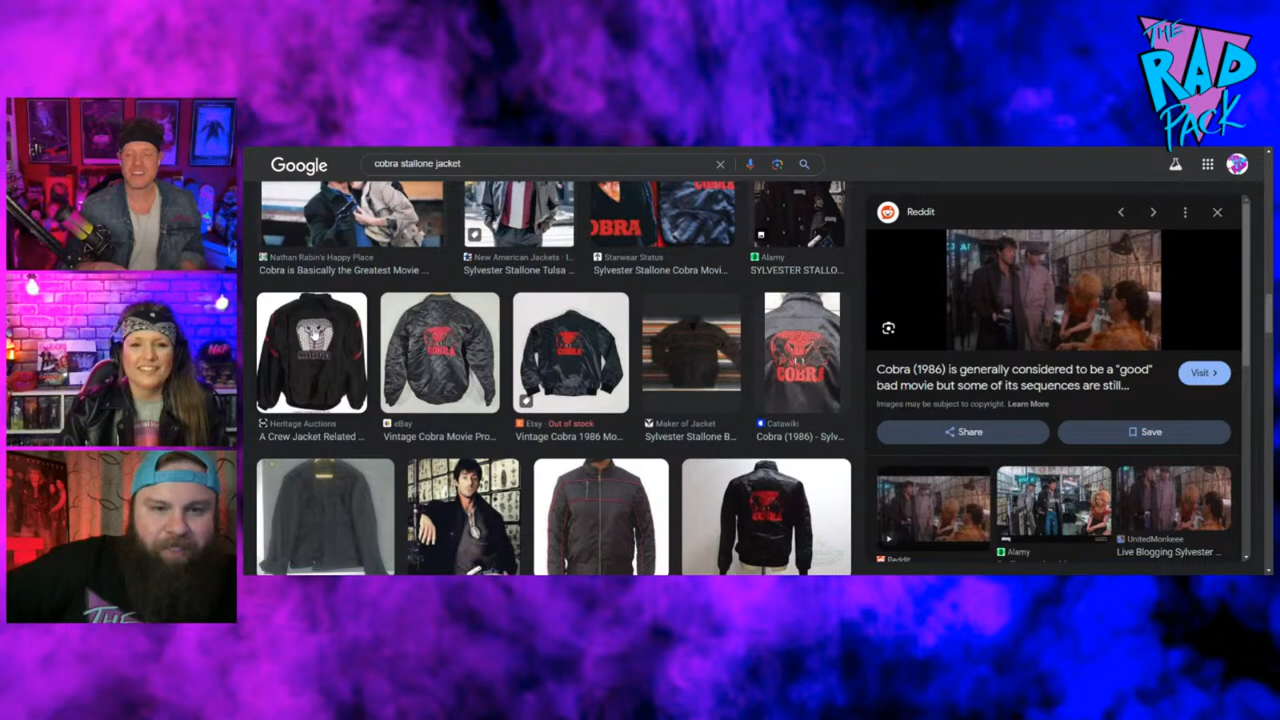 THE
RAD
PACK
Google
cobra stallone jacket
OBRA
Nathan Rabin's Happy Place
Cobra is Basically the Greatest Movie ...
New American Jackets · I...
Sylvester Stallone Tulsa ...
Starwear Status
Sylvester Stallone Cobra Movi...
Alamy
SYLVESTER STALLO...
COBRA
COBRA
COBRA
Heritage Auctions
A Crew Jacket Related ...
eBay
Vintage Cobra Movie Pro...
Etsy · Out of stock
Vintage Cobra 1986 Mo...
Maker of Jacket
Sylvester Stallone B...
Catawiki
Cobra (1986) - Sylv...
COBRA
Reddit
Cobra (1986) is generally considered to be a "good"
bad movie but some of its sequences are still...
Visit
Images may be subject to copyright. Learn More
Share
Save
Reddit
Alamy
UnitedMonkeee
Live Blogging Sylvester ...
THE